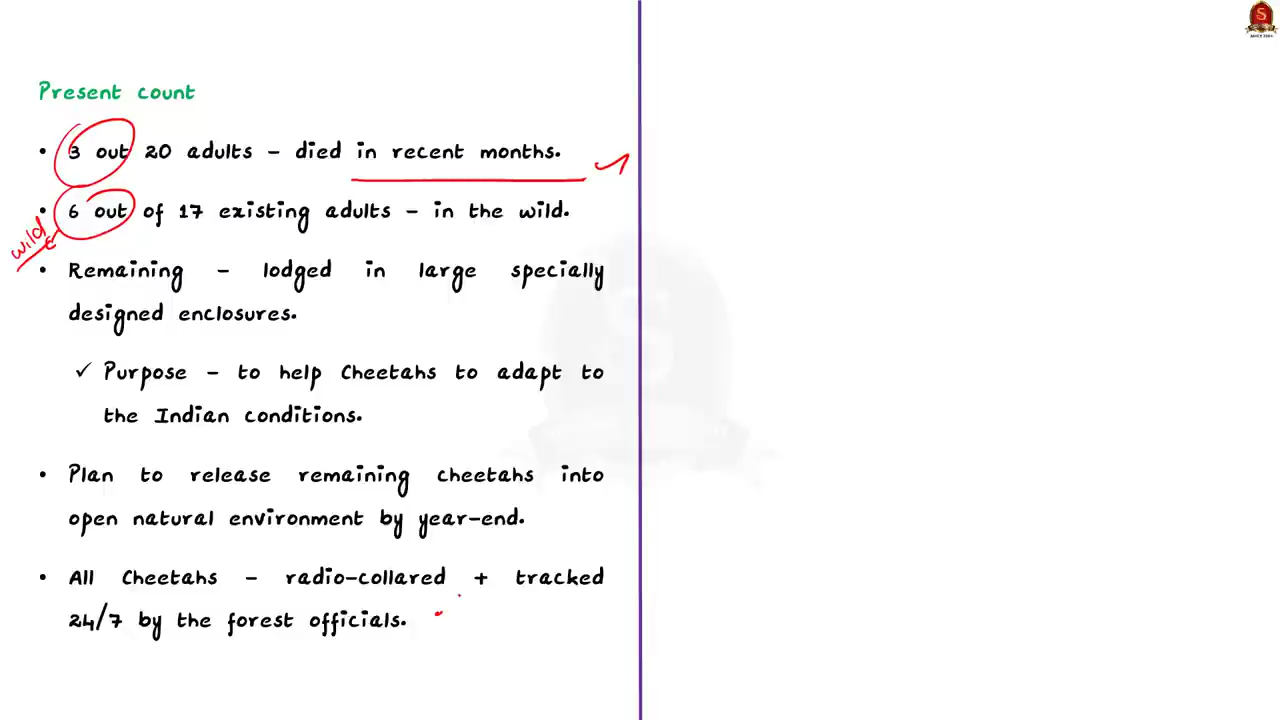 Present count
• 3 out 20 adults - died in recent months.
• 6 out of 17 existing adults - in the wild.
wild
• Remaining - lodged in large specially
designed enclosures.
✓ Purpose - to help Cheetahs to adapt to
the Indian conditions.
• Plan to release remaining cheetahs into
open natural environment by year-end.
• All Cheetahs - radio-collared + tracked
24/7 by the forest officials.
S